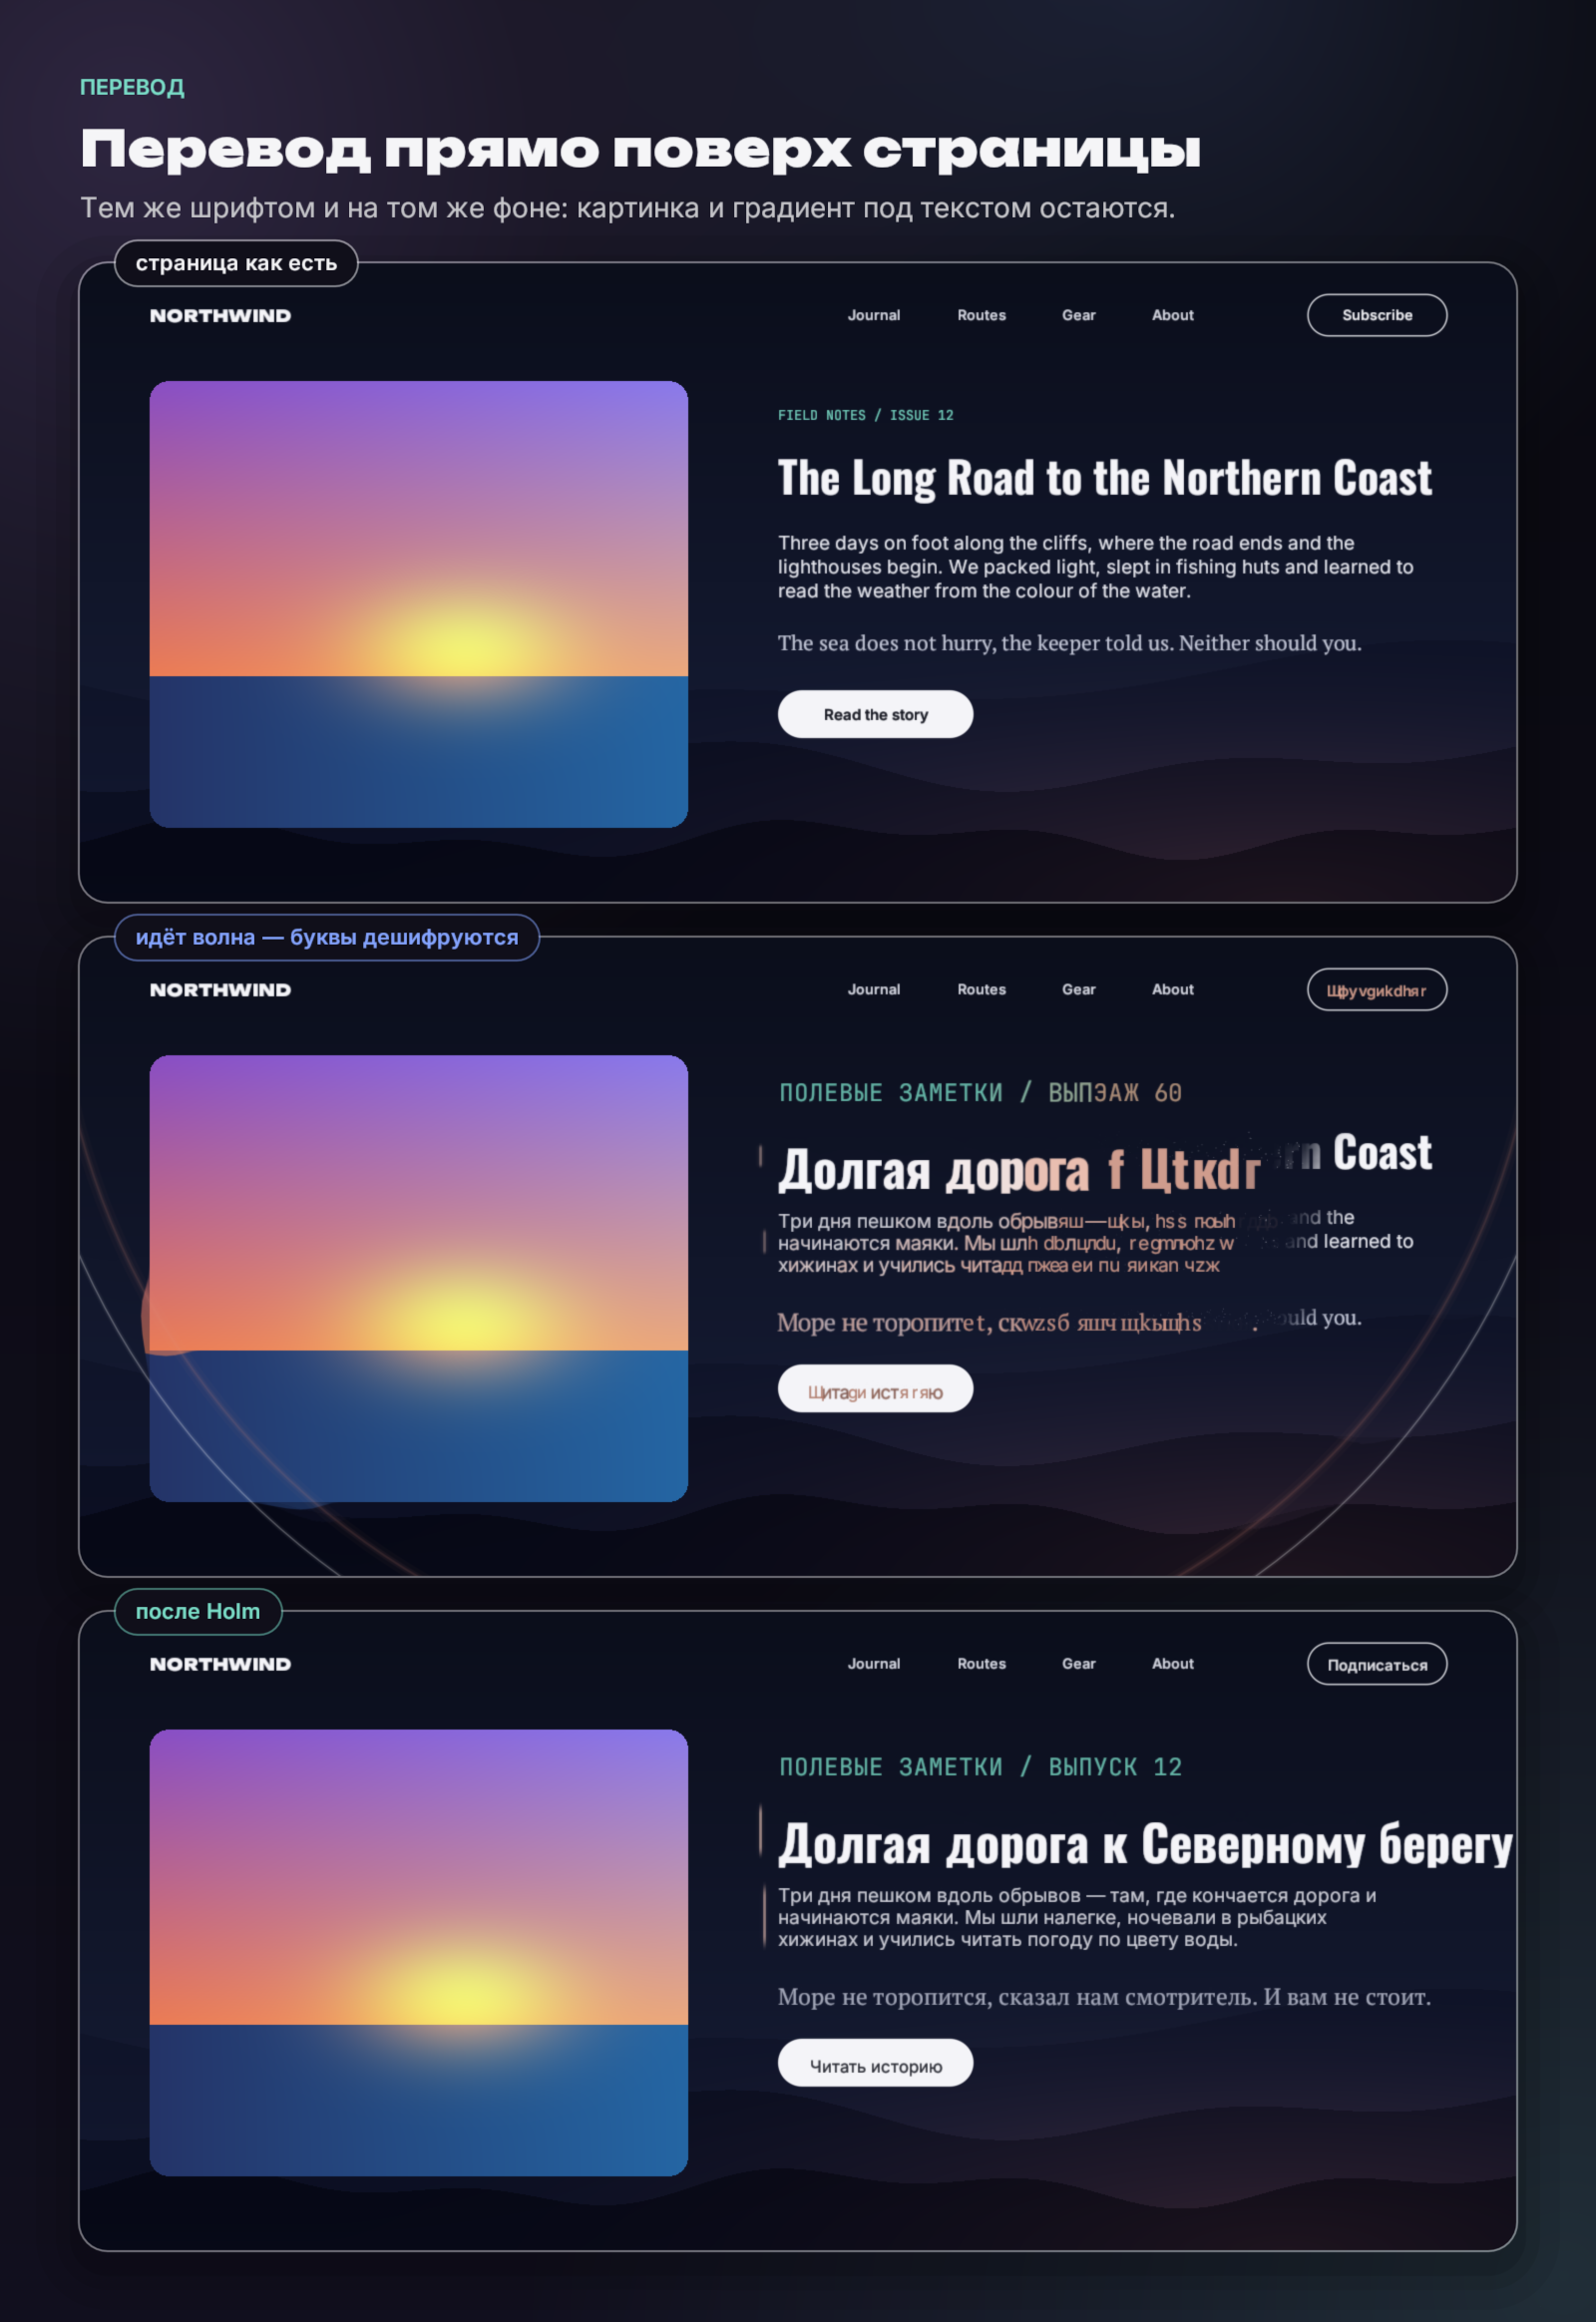 ПЕРЕВОД
Перевод прямо поверх страницы
Тем же шрифтом и на том же фоне: картинка и градиент под текстом остаются.
страница как есть
NORTHWIND
Journal
Routes
Gear
About
Subscribe
FIELD NOTES / ISSUE 12
The Long Road to the Northern Coast
Three days on foot along the cliffs, where the road ends and the
lighthouses begin. We packed light, slept in fishing huts and learned to
read the weather from the colour of the water.
The sea does not hurry, the keeper told us. Neither should you.
Read the story
идёт волна — буквы дешифруются
NORTHWIND
Journal
Routes
Gear
About
ПОЛЕВЫЕ ЗАМЕТКИ / ВЫПЭАЖ 60
Долгая дорога f Цtкdг Coast
Три дня пешком вдоль and the
начинаются маяки. Мы and learned to
хижинах и учились
Море не you.
после Holm
NORTHWIND
Journal
Routes
Gear
About
Подписаться
ПОЛЕВЫЕ ЗАМЕТКИ / ВЫПУСК 12
Долгая дорога к Северному берегу
Три дня пешком вдоль обрывов — там, где кончается дорога и
начинаются маяки. Мы шли налегке, ночевали в рыбацких
хижинах и учились читать погоду по цвету воды.
Море не торопится, сказал нам смотритель. И вам не стоит.
Читать историю